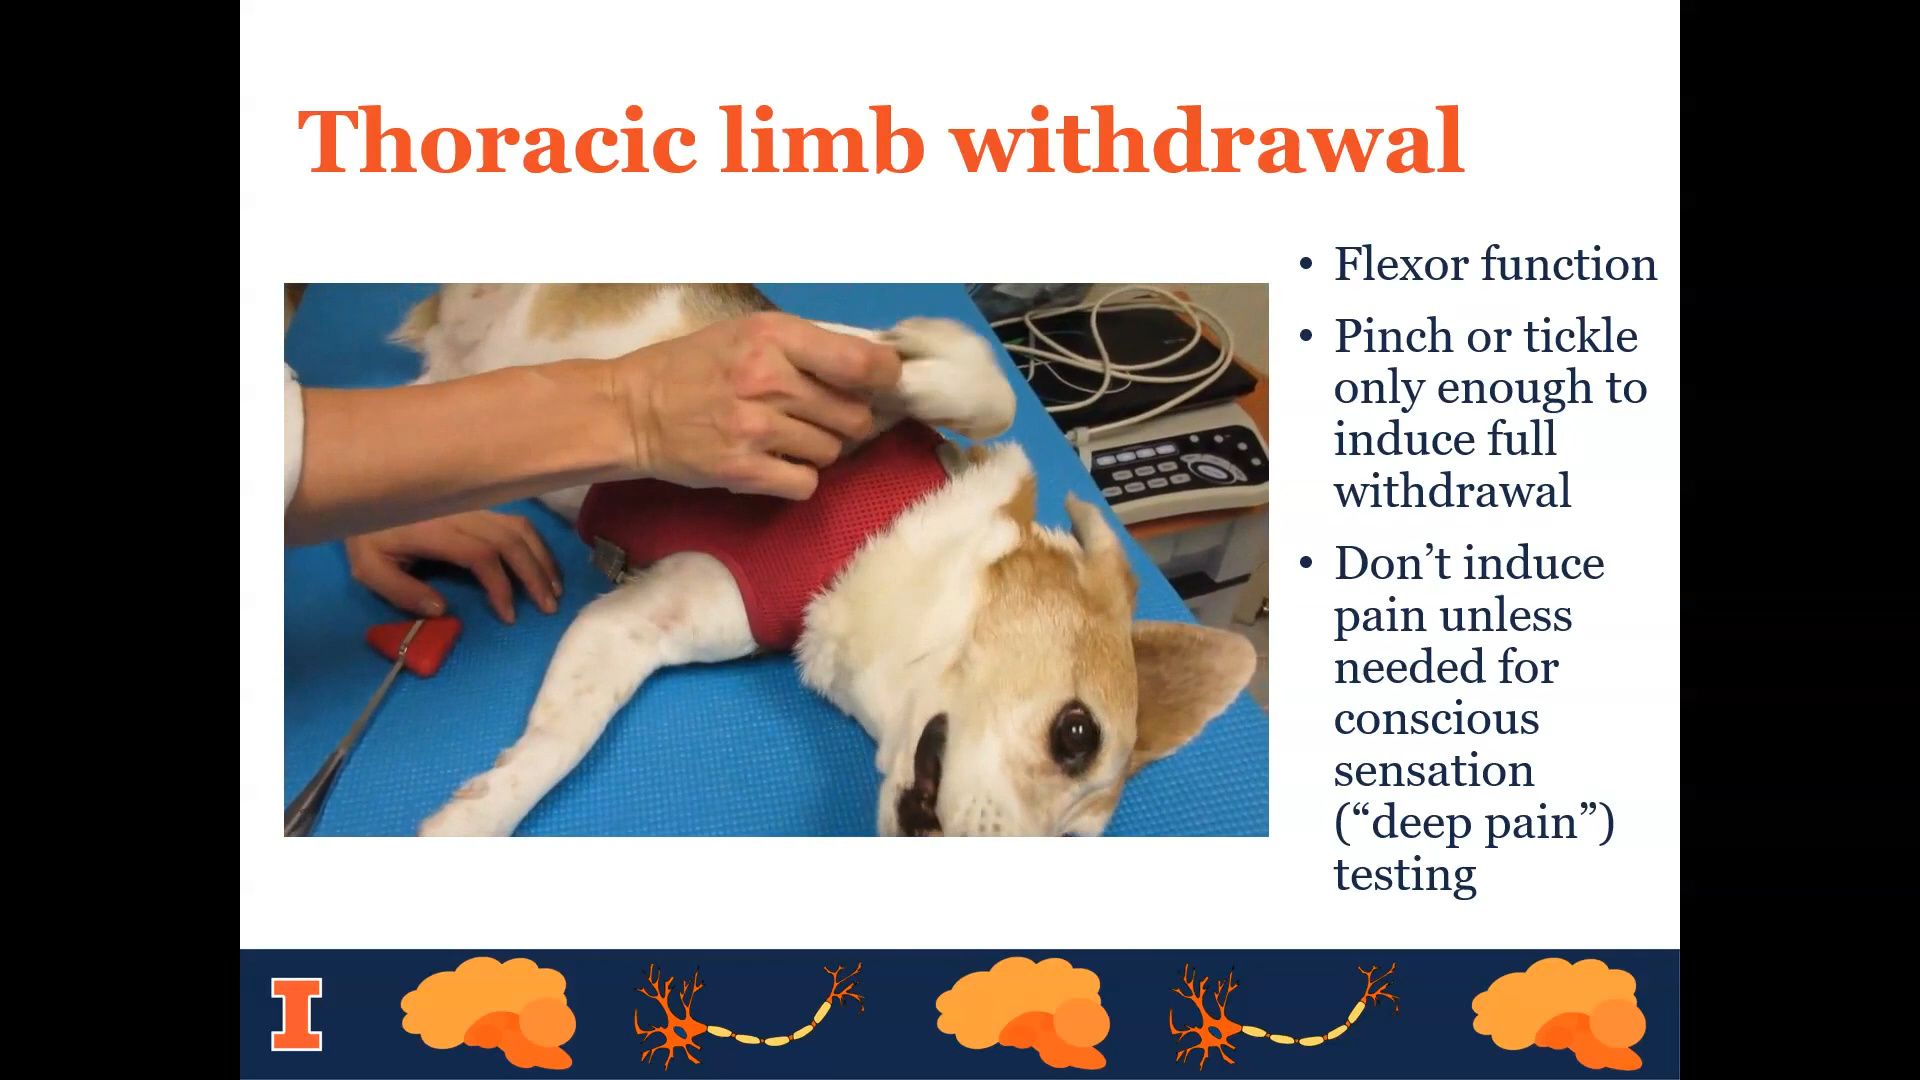 Thoracic limb withdrawal
• Flexor function
• Pinch or tickle
only enough to
induce full
withdrawal
• Don’t induce
pain unless
needed for
conscious
sensation
(“deep pain”)
testing
I